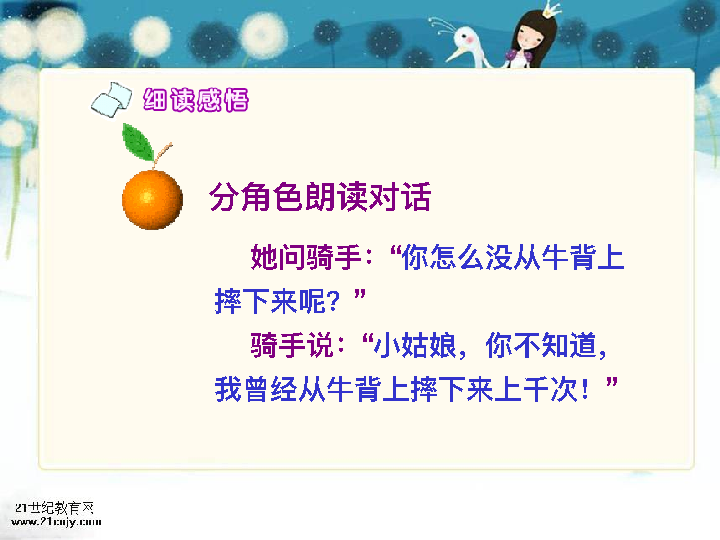 细读感悟
分角色朗读对话
她问骑手：“你怎么没从牛背上
摔下来呢？”
骑手说：“小姑娘，你不知道，
我曾经从牛背上摔下来上千次！”
21世纪教育网
www.21cnjy.com